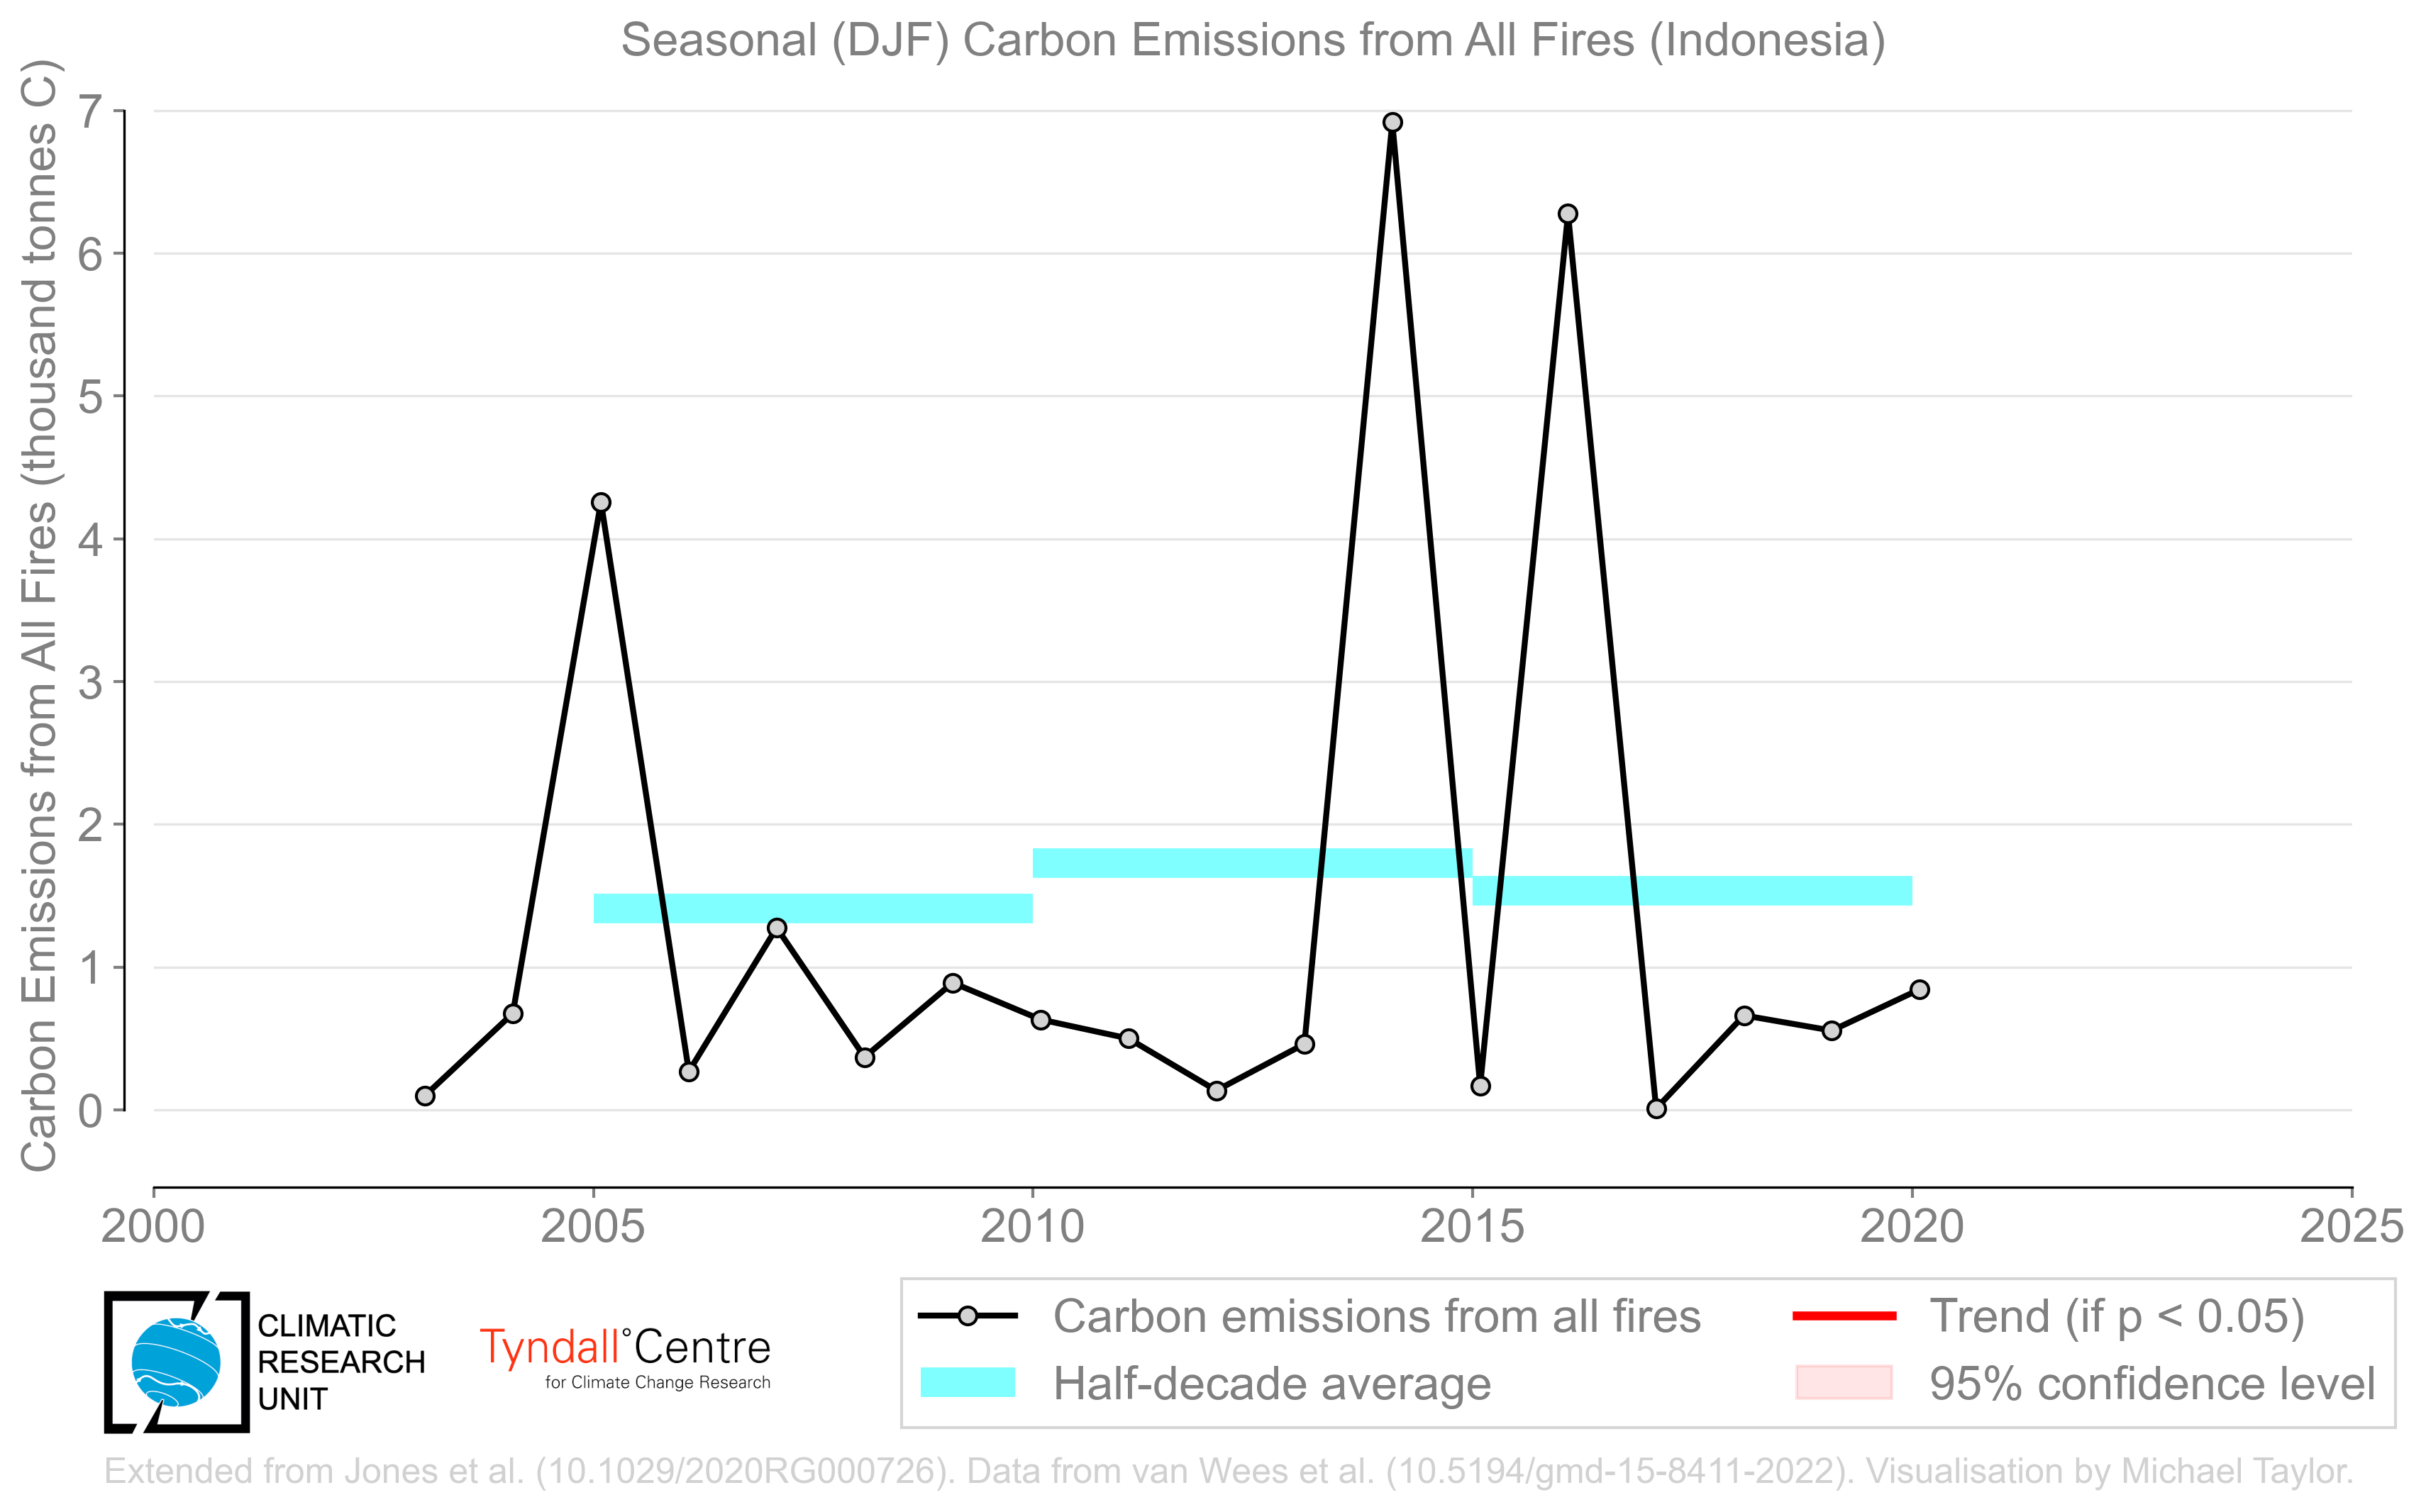 Seasonal (DJF) Carbon Emissions from All Fires (Indonesia)
Carbon Emissions from All Fires (thousand tonnes C)
7
6
5
4
3
2
1
0
2000 2005 2010 2015 2020 2025
CLIMATIC
RESEARCH
UNIT
Tyndall°Centre
for Climate Change Research
Carbon emissions from all fires
Half-decade average
Trend (if p < 0.05)
95% confidence level
Extended from Jones et al. (10.1029/2020RG000726). Data from van Wees et al. (10.5194/gmd-15-8411-2022). Visualisation by Michael Taylor.